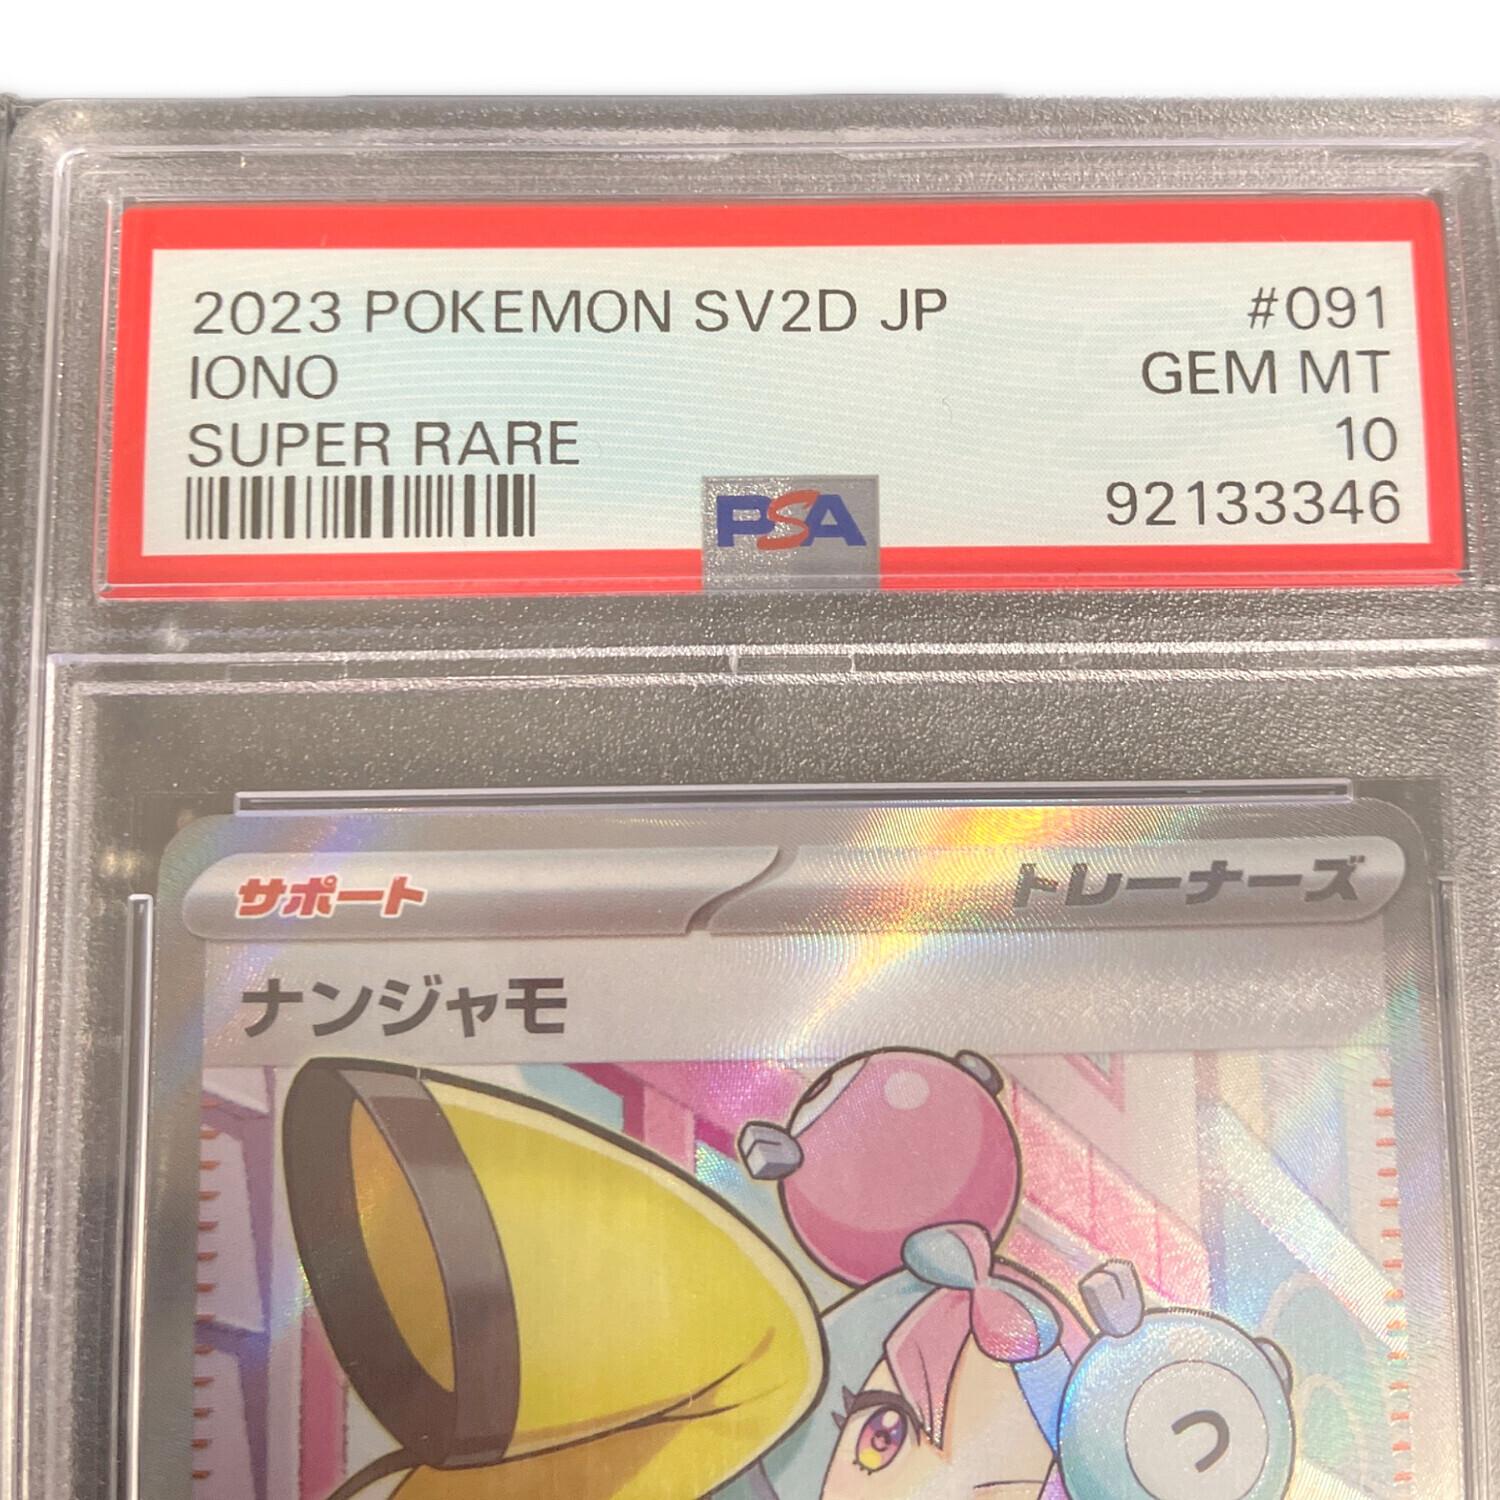 2023 POKEMON SV2D JP #091
IONO GEM MT
SUPER RARE 10
PSA 92133346
サポート トレーナーズ
ナンジャモ